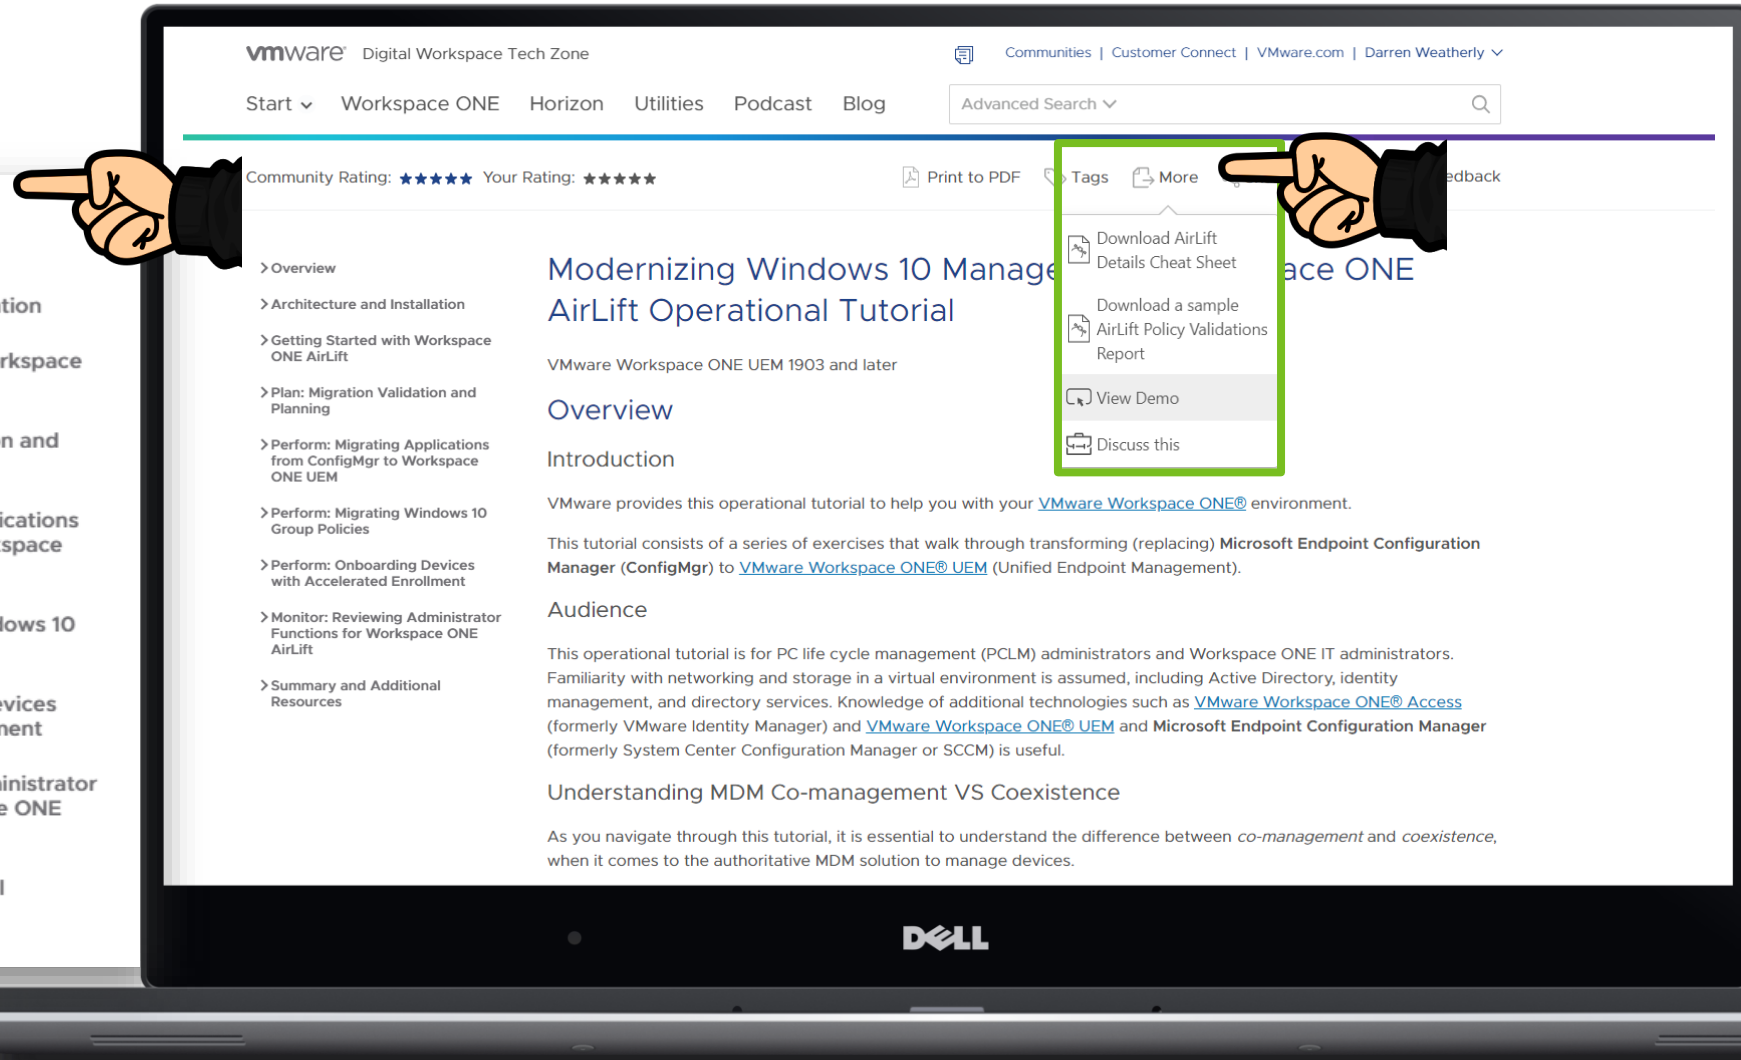 vmware® Digital Workspace Tech Zone
Communities | Customer Connect | VMware.com | Darren Weatherly
Start Workspace ONE Horizon Utilities Podcast Blog
Advanced Search
Community Rating: Your Rating:
Print to PDF Tags More
edback
Download AirLift
Details Cheat Sheet
Download a sample
AirLift Policy Validations
Report
View Demo
Discuss this
tion
rkspace
n and
ications
space
lows 10
evices
ment
inistrator
e ONE
Overview
Architecture and Installation
Getting Started with Workspace
ONE AirLift
Plan: Migration Validation and
Planning
Perform: Migrating Applications
from ConfigMgr to Workspace
ONE UEM
Perform: Migrating Windows 10
Group Policies
Perform: Onboarding Devices
with Accelerated Enrollment
Monitor: Reviewing Administrator
Functions for Workspace ONE
AirLift
Summary and Additional
Resources
Modernizing Windows 10 Manage ace ONE
AirLift Operational Tutorial
VMware Workspace ONE UEM 1903 and later
Overview
Introduction
VMware provides this operational tutorial to help you with your VMware Workspace ONE® environment.
This tutorial consists of a series of exercises that walk through transforming (replacing) Microsoft Endpoint Configuration
Manager (ConfigMgr) to VMware Workspace ONE® UEM (Unified Endpoint Management).
Audience
This operational tutorial is for PC life cycle management (PCLM) administrators and Workspace ONE IT administrators.
Familiarity with networking and storage in a virtual environment is assumed, including Active Directory, identity
management, and directory services. Knowledge of additional technologies such as VMware Workspace ONE® Access
(formerly VMware Identity Manager) and VMware Workspace ONE® UEM and Microsoft Endpoint Configuration Manager
(formerly System Center Configuration Manager or SCCM) is useful.
Understanding MDM Co-management VS Coexistence
As you navigate through this tutorial, it is essential to understand the difference between co-management and coexistence,
when it comes to the authoritative MDM solution to manage devices.
DELL